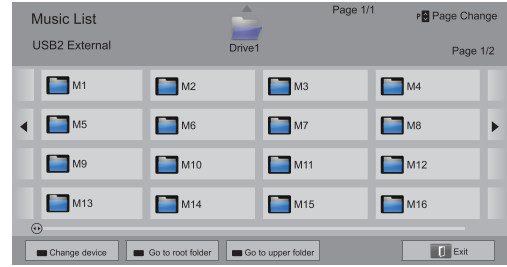 Music List
Page 1/1
P Page Change
USB2 External
Drive1
Page 1/2
M1
M2
M3
M4
M5
M6
M7
M8
M9
M10
M11
M12
M13
M14
M15
M16
Change device
Go to root folder
Go to upper folder
Exit